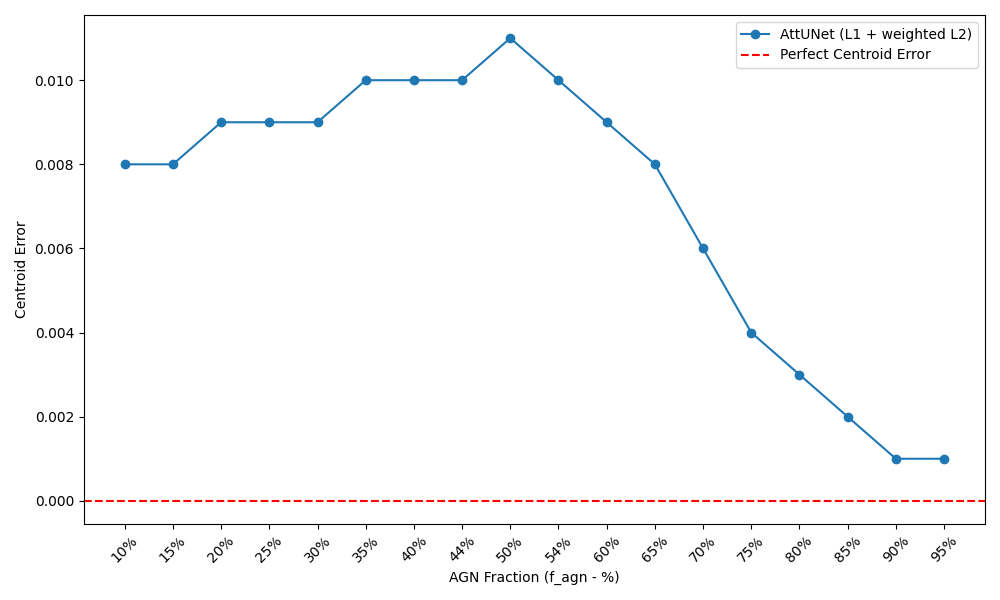 AttUNet (L1 + weighted L2)
Perfect Centroid Error
Centroid Error
0.010
0.008
0.006
0.004
0.002
0.000
10% 15% 20% 25% 30% 35% 40% 44% 50% 54% 60% 65% 70% 75% 80% 85% 90% 95%
AGN Fraction (f_agn - %)